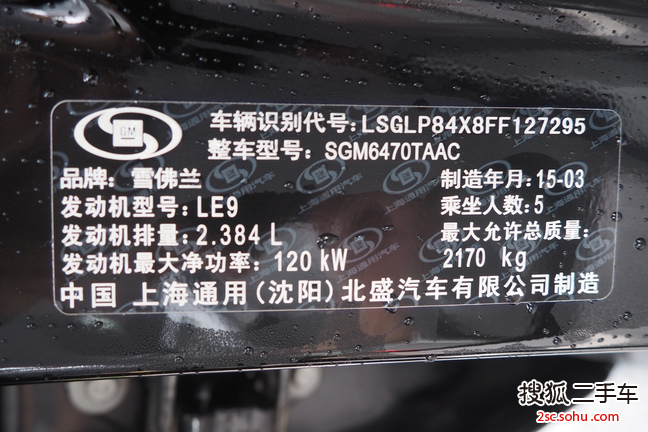 GM
车辆识别代号:LSGLP84X8FF127295
整车型号: SGM6470TAAC
品牌: 雪佛兰 制造年月:15-03
发动机型号: LE9 乘坐人数:5
发动机排量: 2.384 L 最大允许总质量:
发动机最大净功率: 120 kW 2170 kg
中国 上海通用(沈阳)北盛汽车有限公司制造
搜狐二手车
2sc.sohu.com